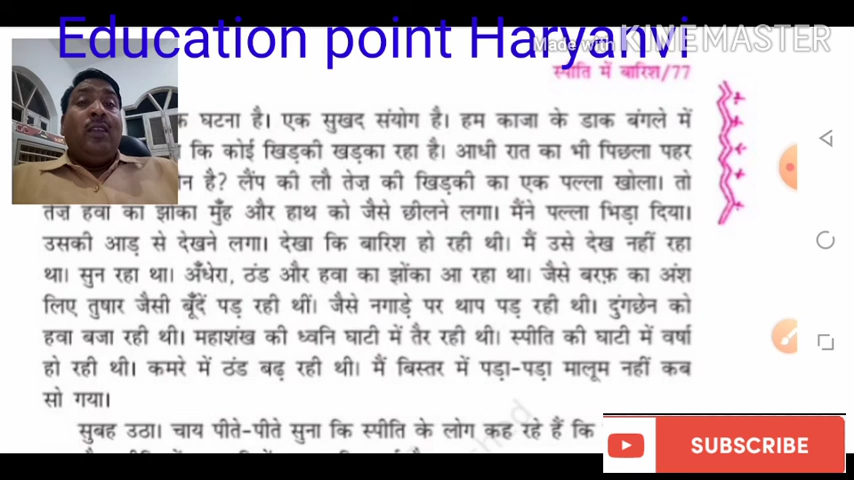 Education point Haryanvi
Made with KINEMASTER
स्पीति में बारिश/77
क घटना है। एक सुखद संयोग है। हम काजा के डाक बंगले में
कि कोई खिड़की खड़का रहा है। आधी रात का भी पिछला पहर
न है? लैंप की लौ तेज़ की खिड़की का एक पल्ला खोला। तो
तेज़ हवा का झोंका मुँह और हाथ को जैसे छीलने लगा। मैंने पल्ला भिड़ा दिया।
उसकी आड़ से देखने लगा। देखा कि बारिश हो रही थी। मैं उसे देख नहीं रहा
था। सुन रहा था। अँधेरा, ठंड और हवा का झोंका आ रहा था। जैसे बरफ़ का अंश
लिए तुषार जैसी बूँदें पड़ रही थीं। जैसे नगाड़े पर थाप पड़ रही थी। दुंगछेन को
हवा बजा रही थी। महाशंख की ध्वनि घाटी में तैर रही थी। स्पीति की घाटी में वर्षा
हो रही थी। कमरे में ठंड बढ़ रही थी। मैं बिस्तर में पड़ा-पड़ा मालूम नहीं कब
सो गया।
सुबह उठा। चाय पीते-पीते सुना कि स्पीति के लोग कह रहे हैं कि
SUBSCRIBE